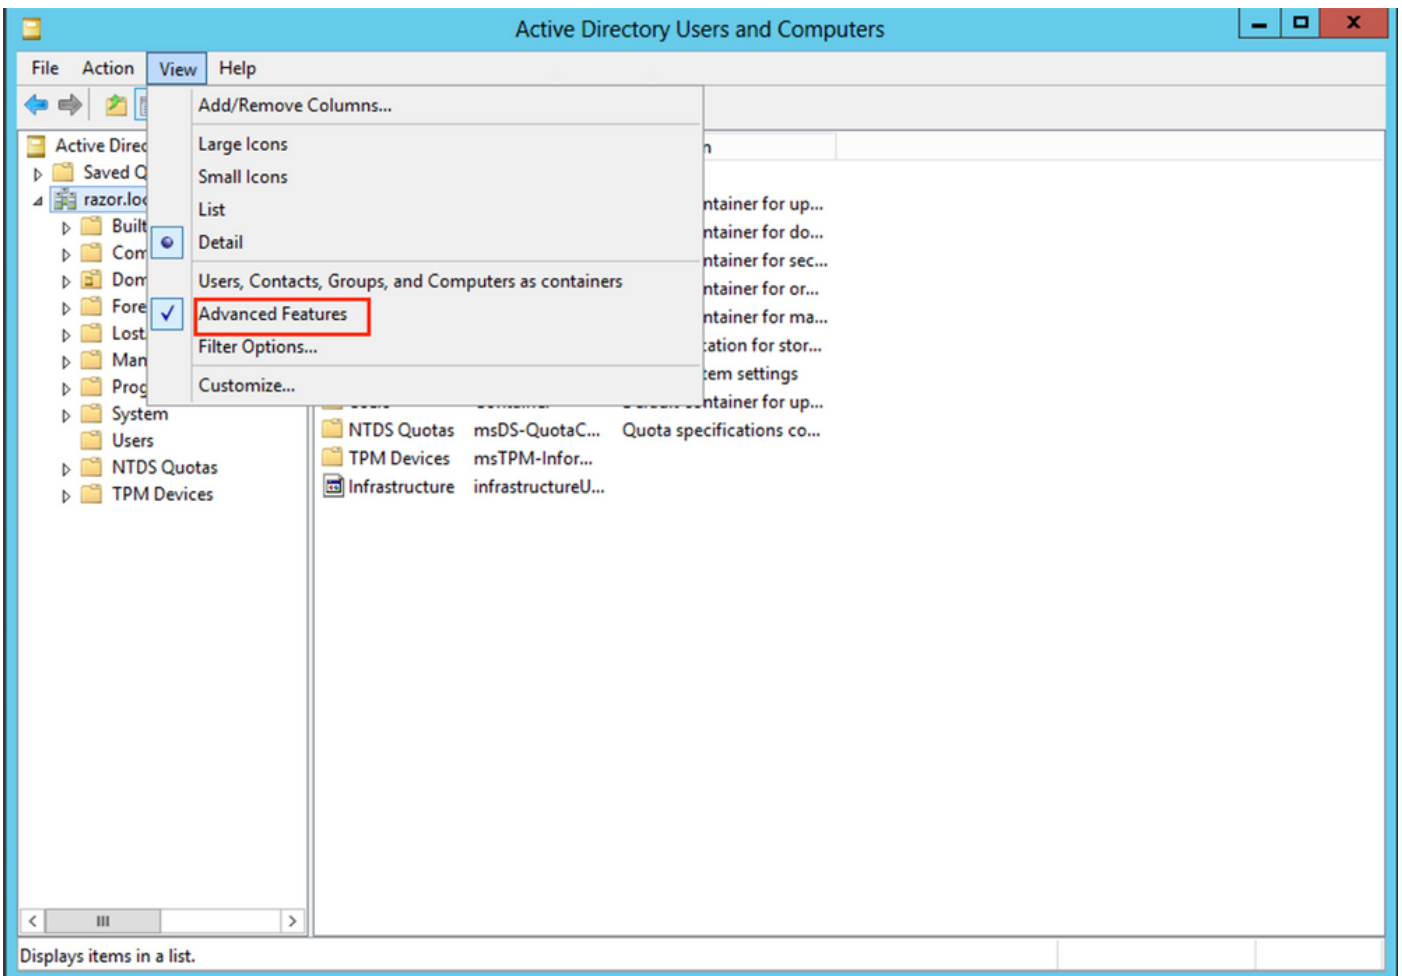 Active Directory Users and Computers
File Action View Help
Add/Remove Columns...
Large Icons
Small Icons
List
Detail
Users, Contacts, Groups, and Computers as containers
Advanced Features
Filter Options...
Customize...
Active Direc
Saved Q
razor.loc
Built
Com
Dom
Fore
Lost
Man
Prog
System
Users
NTDS Quotas
TPM Devices
n
ntainer for up...
ntainer for do...
ntainer for sec...
ntainer for or...
ntainer for ma...
ation for stor...
tem settings
ntainer for up...
NTDS Quotas msDS-QuotaC... Quota specifications co...
TPM Devices msTPM-Infor...
Infrastructure infrastructureU...
Displays items in a list.